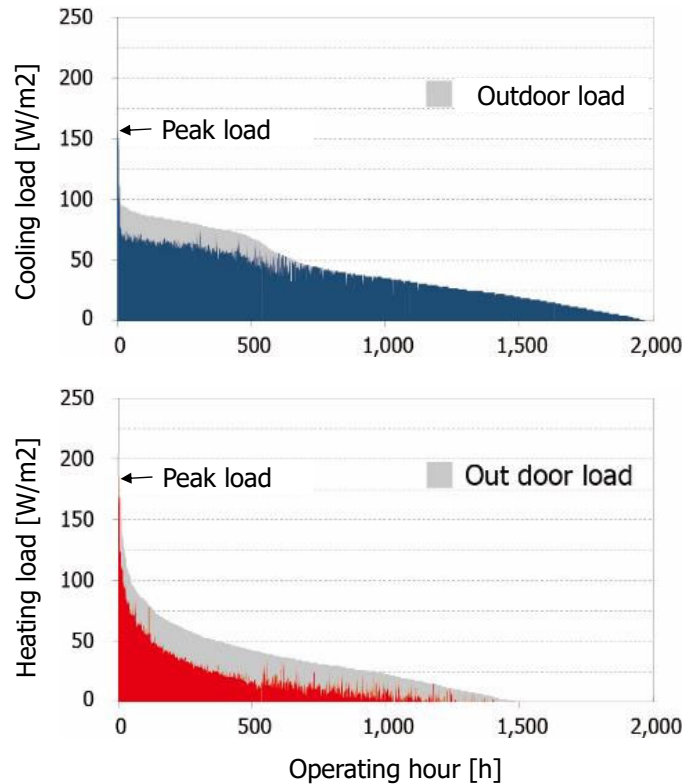 250
200
Outdoor load
150
Peak load
100
50
0
Cooling load [W/m2]
0 500 1,000 1,500 2,000
250
200
Peak load
Out door load
150
100
50
0
Heating load [W/m2]
0 500 1,000 1,500 2,000
Operating hour [h]